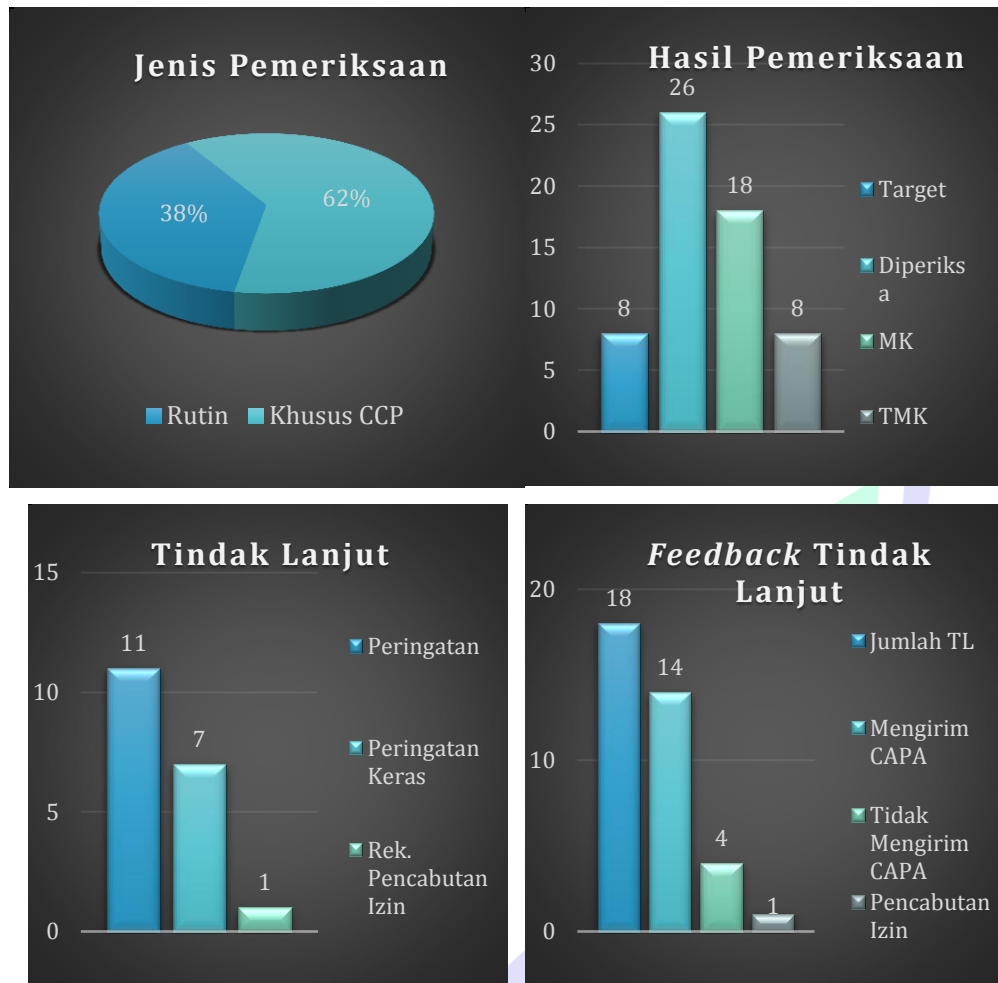 Jenis Pemeriksaan
38%
62%
Rutin
Khusus CCP
Hasil Pemeriksaan
30
25
20
15
10
5
0
8
26
18
8
Target
Diperiks
a
MK
TMK
Tindak Lanjut
15
10
5
0
11
7
1
Peringatan
Peringatan
Keras
Rek.
Pencabutan
Izin
Feedback Tindak
Lanjut
20
10
0
18
14
4
1
Jumlah TL
Mengirim
CAPA
Tidak
Mengirim
CAPA
Pencabutan
Izin